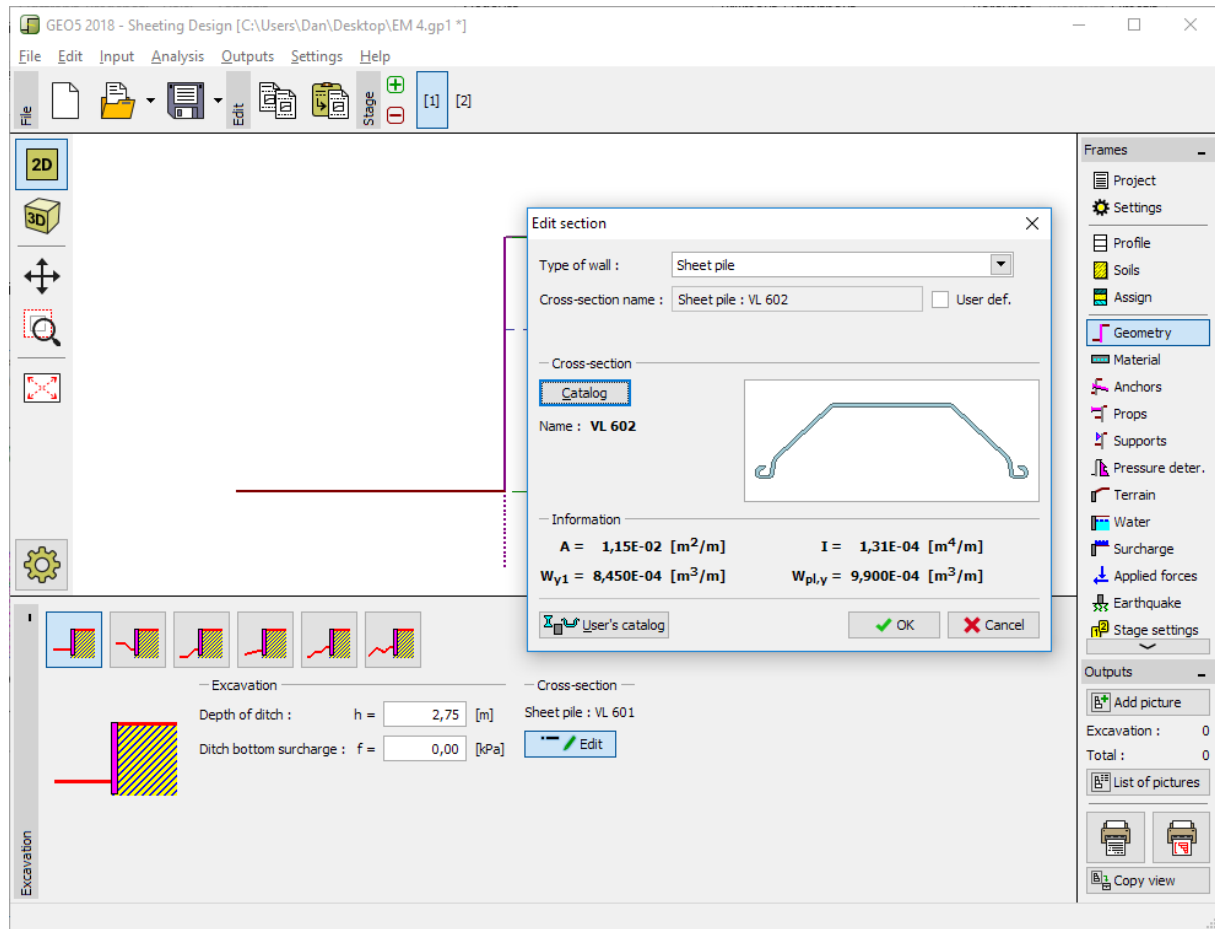 GEO5 2018 - Sheeting Design [C:\Users\Dan\Desktop\EM 4.gp1 *]
File Edit Input Analysis Outputs Settings Help
File
Edit
Stage
[1] [2]
2D
3D
Edit section
Type of wall : Sheet pile
Cross-section name : Sheet pile : VL 602 User def.
Cross-section
Catalog
Name : VL 602
Information
A = 1,15E-02 [m²/m] I = 1,31E-04 [m⁴/m]
Wy1 = 8,450E-04 [m³/m] Wpl,y = 9,900E-04 [m³/m]
User's catalog OK Cancel
Excavation
Excavation
Depth of ditch : h = 2,75 [m]
Ditch bottom surcharge : f = 0,00 [kPa]
Cross-section
Sheet pile : VL 601
Edit
Frames
Project
Settings
Profile
Soils
Assign
Geometry
Material
Anchors
Props
Supports
Pressure deter.
Terrain
Water
Surcharge
Applied forces
Earthquake
Stage settings
Outputs
Add picture
Excavation : 0
Total : 0
List of pictures
Copy view